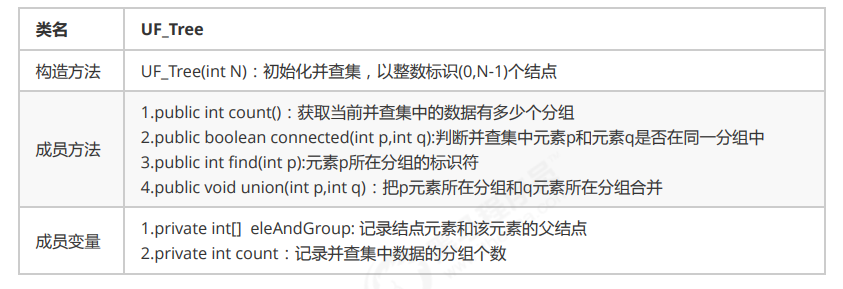 类名 UF_Tree
构造方法 UF_Tree(int N)：初始化并查集，以整数标识(0,N-1)个结点
成员方法
1.public int count()：获取当前并查集中的数据有多少个分组
2.public boolean connected(int p,int q):判断并查集中元素p和元素q是否在同一分组中
3.public int find(int p):元素p所在分组的标识符
4.public void union(int p,int q)：把p元素所在分组和q元素所在分组合并
成员变量
1.private int[] eleAndGroup: 记录结点元素和该元素的父结点
2.private int count：记录并查集中数据的分组个数